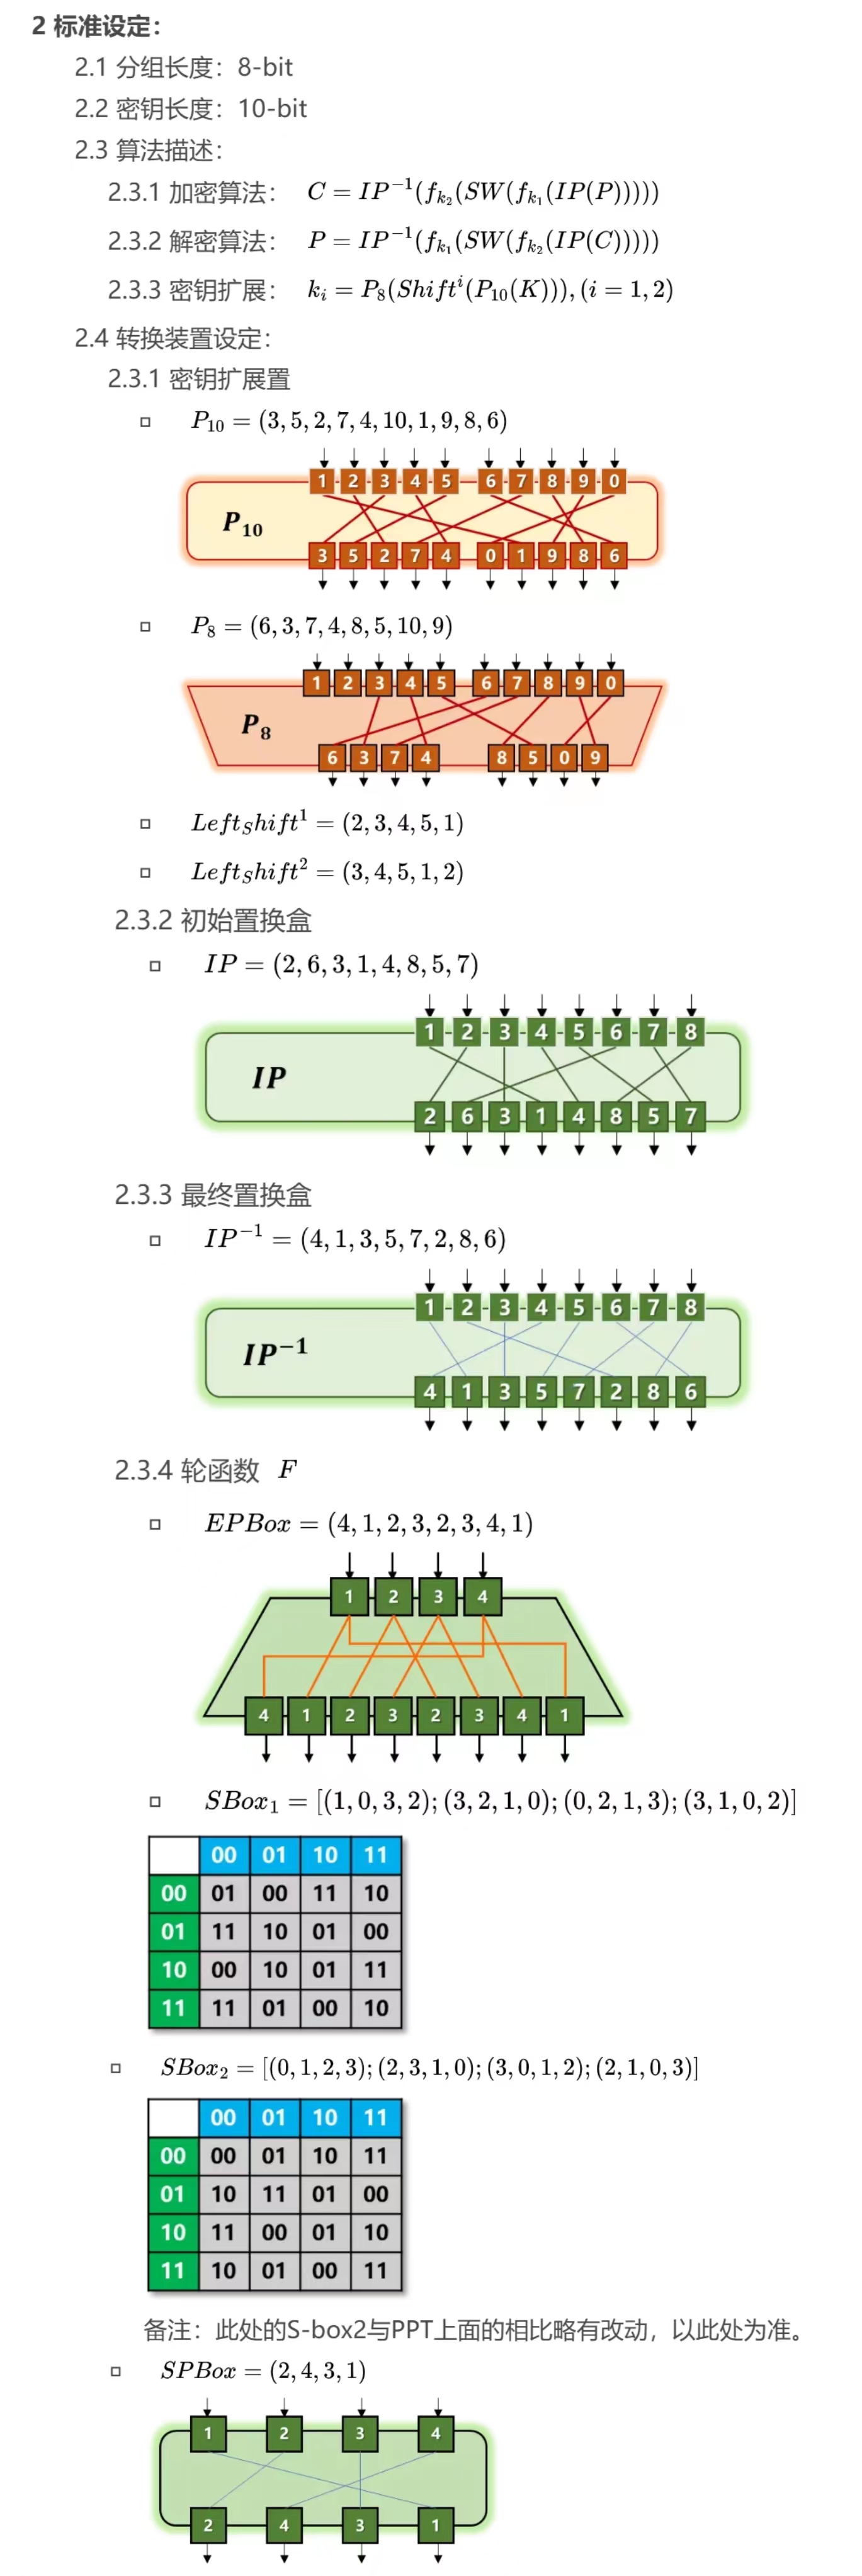 2 标准设定：
2.1 分组长度：8-bit
2.2 密钥长度：10-bit
2.3 算法描述：
2.3.1 加密算法： C = IP⁻¹(f_{k₂}(SW(f_{k₁}(IP(P)))))
2.3.2 解密算法： P = IP⁻¹(f_{k₁}(SW(f_{k₂}(IP(C)))))
2.3.3 密钥扩展： k_i = P₈(Shift^i(P₁₀(K))), (i = 1, 2)
2.4 转换装置设定：
2.3.1 密钥扩展置
P₁₀ = (3, 5, 2, 7, 4, 10, 1, 9, 8, 6)
1 2 3 4 5 6 7 8 9 0
P₁₀
3 5 2 7 4 0 1 9 8 6
P₈ = (6, 3, 7, 4, 8, 5, 10, 9)
1 2 3 4 5 6 7 8 9 0
P₈
6 3 7 4 8 5 0 9
Left_Shift¹ = (2, 3, 4, 5, 1)
Left_Shift² = (3, 4, 5, 1, 2)
2.3.2 初始置换盒
IP = (2, 6, 3, 1, 4, 8, 5, 7)
1 2 3 4 5 6 7 8
IP
2 6 3 1 4 8 5 7
2.3.3 最终置换盒
IP⁻¹ = (4, 1, 3, 5, 7, 2, 8, 6)
1 2 3 4 5 6 7 8
IP⁻¹
4 1 3 5 7 2 8 6
2.3.4 轮函数 F
EPBox = (4, 1, 2, 3, 2, 3, 4, 1)
1 2 3 4
4 1 2 3 2 3 4 1
SBox₁ = [(1, 0, 3, 2); (3, 2, 1, 0); (0, 2, 1, 3); (3, 1, 0, 2)]
00 01 10 11
00 01 00 11 10
01 11 10 01 00
10 00 10 01 11
11 11 01 00 10
SBox₂ = [(0, 1, 2, 3); (2, 3, 1, 0); (3, 0, 1, 2); (2, 1, 0, 3)]
00 01 10 11
00 00 01 10 11
01 10 11 01 00
10 11 00 01 10
11 10 01 00 11
备注：此处的S-box2与PPT上面的相比略有改动，以此处为准。
SPBox = (2, 4, 3, 1)
1 2 3 4
2 4 3 1